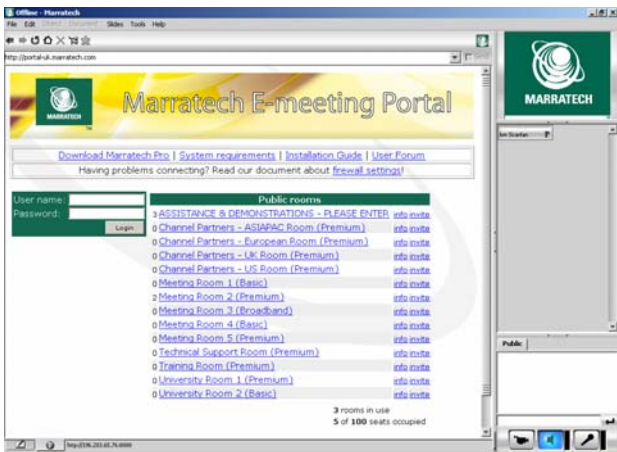 Offline - Marratech
File Edit Object Document Slides Tools Help
http://portal-uk.marratech.com
MARRATECH
Marratech E-meeting Portal
MARRATECH
Download Marratech Pro | System requirements | Installation Guide | User Forum
Having problems connecting? Read our document about firewall settings!
User name:
Password:
Login
Public rooms
3 ASSISTANCE & DEMONSTRATIONS - PLEASE ENTER info invite
0 Channel Partners - ASIAPAC Room (Premium) info invite
0 Channel Partners - European Room (Premium) info invite
0 Channel Partners - UK Room (Premium) info invite
0 Channel Partners - US Room (Premium) info invite
0 Meeting Room 1 (Basic) info invite
2 Meeting Room 2 (Premium) info invite
0 Meeting Room 3 (Broadband) info invite
0 Meeting Room 4 (Basic) info invite
0 Meeting Room 5 (Premium) info invite
0 Technical Support Room (Premium) info invite
0 Training Room (Premium) info invite
0 University Room 1 (Premium) info invite
0 University Room 2 (Basic) info invite
3 rooms in use
5 of 100 seats occupied
Scanlan
Public